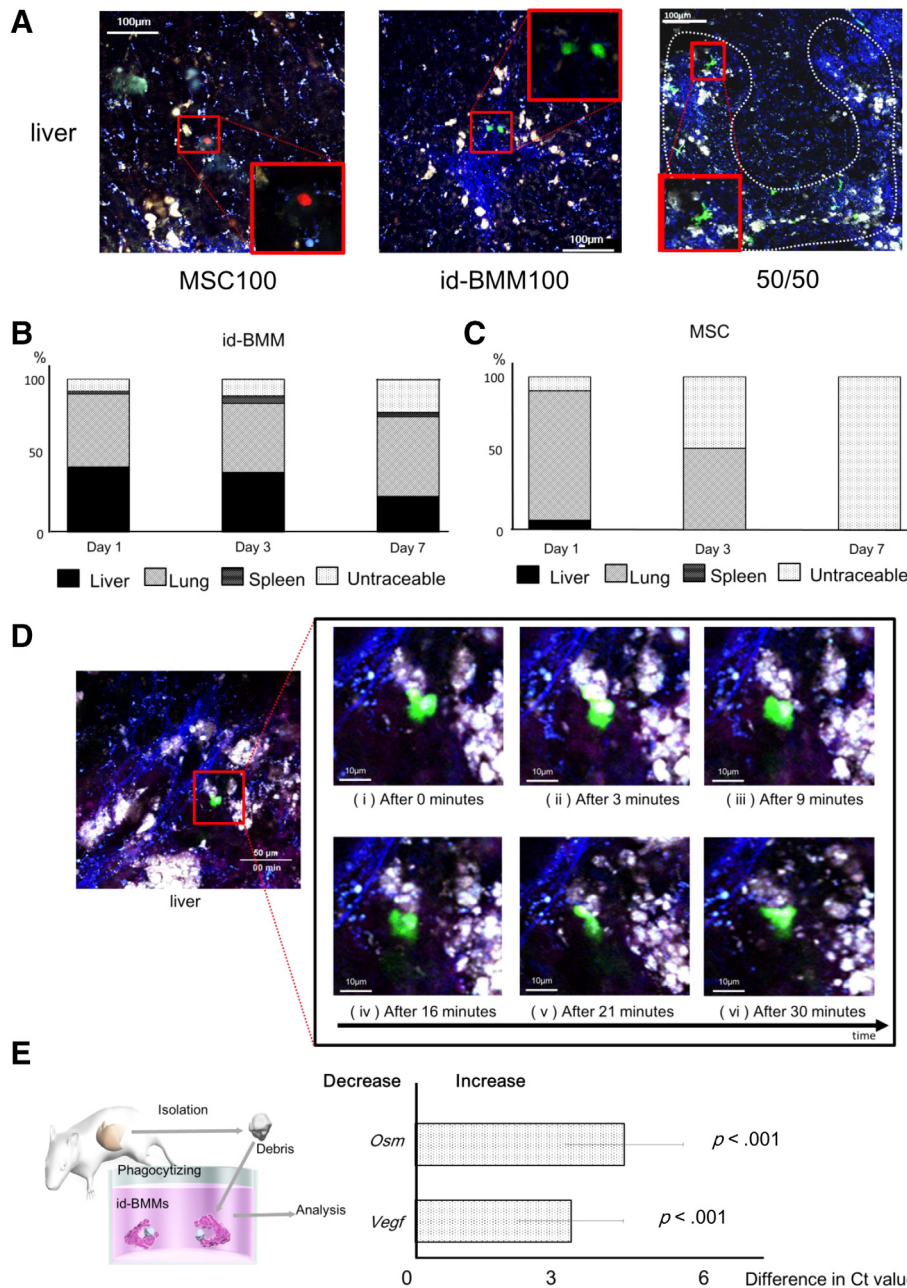 A
100µm
100µm
100µm
liver
MSC100
id-BMM100
50/50
B
id-BMM
%
100
50
0
Day 1
Day 3
Day 7
Liver
Lung
Spleen
Untraceable
C
MSC
%
100
50
0
Day 1
Day 3
Day 7
Liver
Lung
Spleen
Untraceable
D
50 µm
00 min
liver
10µm
10µm
10µm
( i ) After 0 minutes
( ii ) After 3 minutes
( iii ) After 9 minutes
10µm
10µm
10µm
( iv ) After 16 minutes
( v ) After 21 minutes
( vi ) After 30 minutes
time
E
Isolation
Debris
Phagocytizing
id-BMMs
Analysis
Decrease
Increase
Osm
p < .001
Vegf
p < .001
0
3
6
Difference in Ct valu